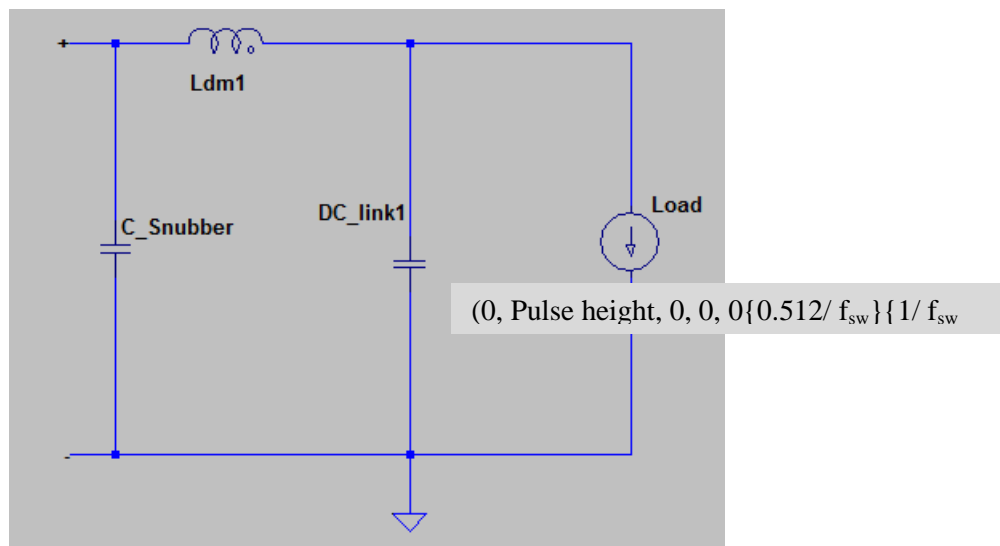 +
Ldm1
C_Snubber
DC_link1
Load
(0, Pulse height, 0, 0, 0{0.512/ fsw}{1/ fsw
-